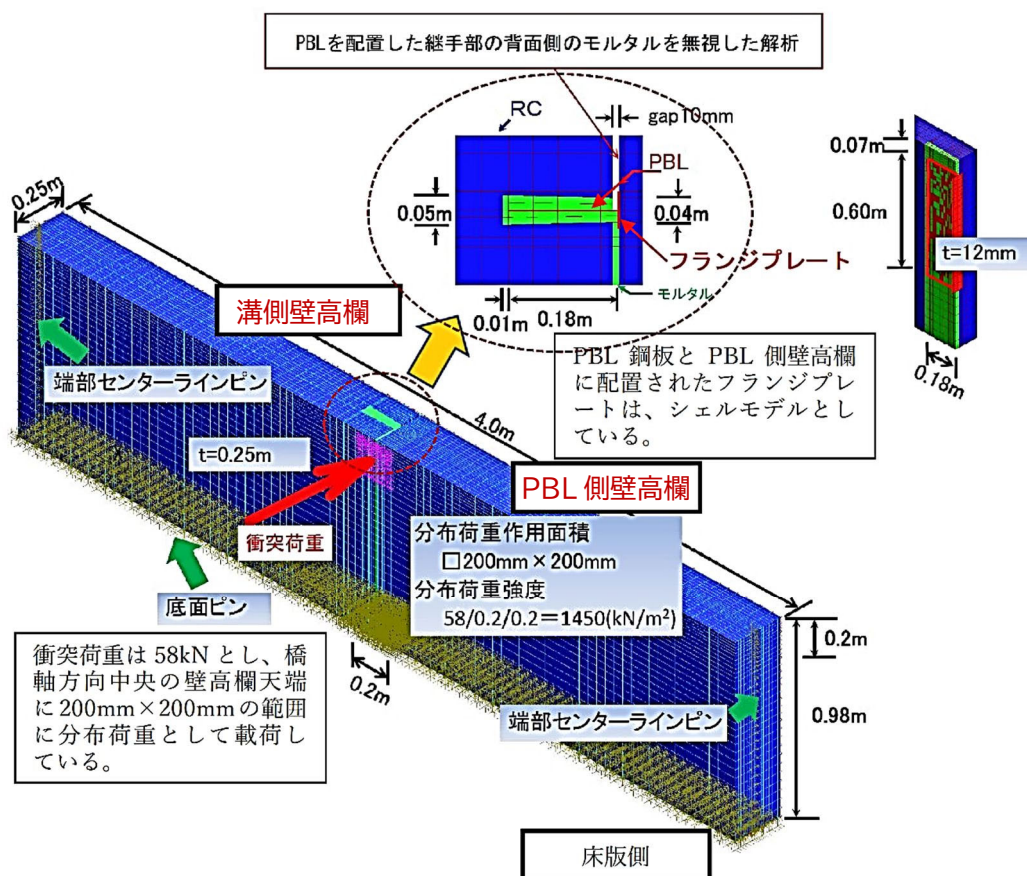 PBLを配置した継手部の背面側のモルタルを無視した解析
RC
gap10mm
PBL
0.05m
0.04m
フランジプレート
モルタル
0.01m
0.18m
0.07m
0.60m
t=12mm
0.18m
0.25m
溝側壁高欄
端部センターラインピン
PBL 鋼板と PBL 側壁高欄
に配置されたフランジプレ
ートは、シェルモデルとし
ている。
4.0m
t=0.25m
PBL 側壁高欄
衝突荷重
分布荷重作用面積
□200mm×200mm
分布荷重強度
58/0.2/0.2=1450(kN/m²)
底面ピン
0.2m
0.2m
0.98m
衝突荷重は 58kN とし、橋
軸方向中央の壁高欄天端
に 200mm×200mm の範囲
に分布荷重として載荷し
ている。
端部センターラインピン
床版側